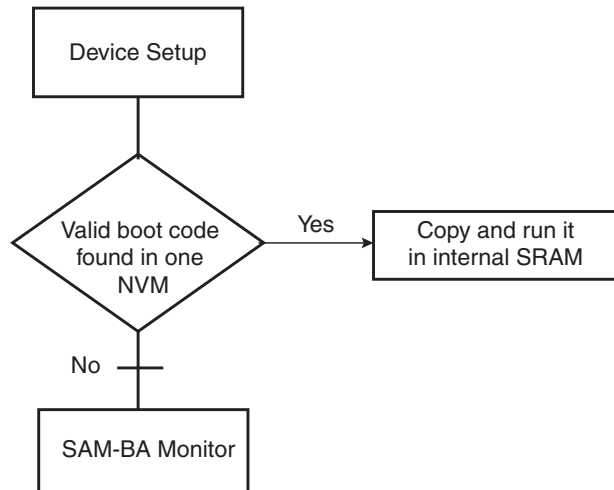 Device Setup
Valid boot code
found in one
NVM
Yes
Copy and run it
in internal SRAM
No
SAM-BA Monitor